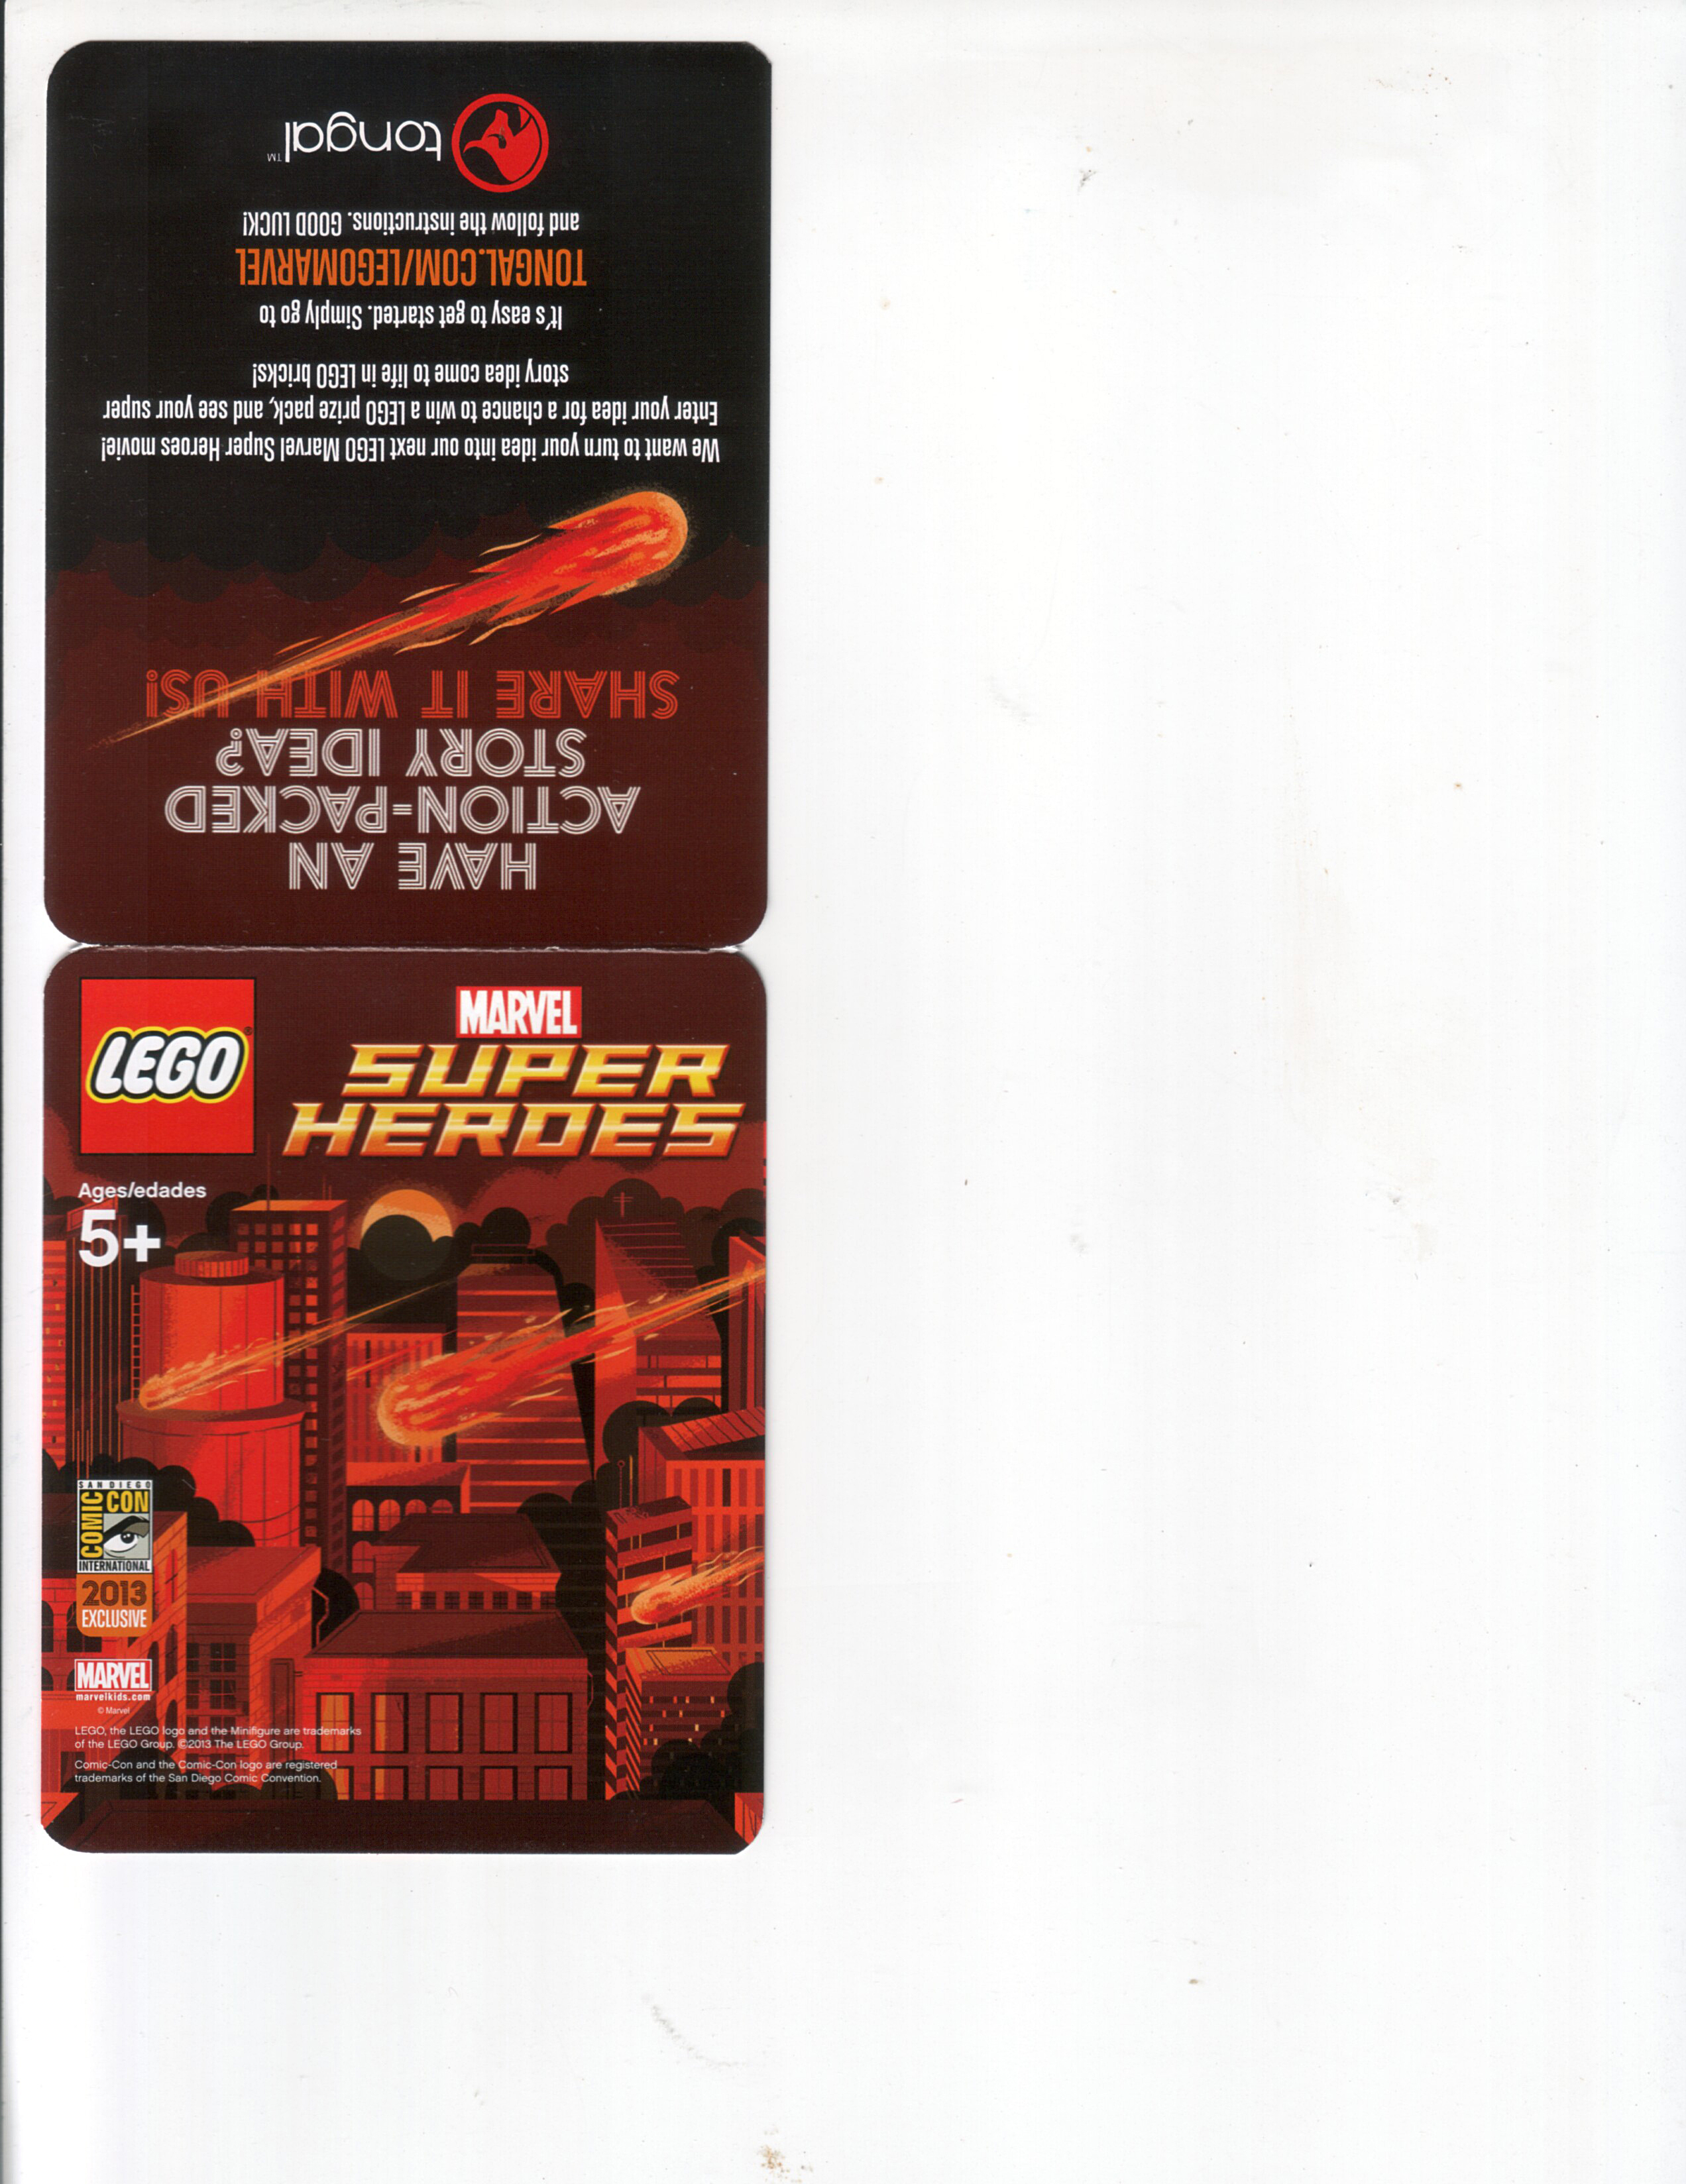 HAVE AN
ACTION-PACKED
STORY IDEA?
SHARE IT WITH US!
We want to turn your idea into our next LEGO Marvel Super Heroes movie!
Enter your idea for a chance to win a LEGO prize pack, and see your super
story idea come to life in LEGO bricks!
It's easy to get started. Simply go to
TONGAL.COM/LEGOMARVEL
and follow the instructions. GOOD LUCK!
tongal™
LEGO®
MARVEL
SUPER
HEROES
Ages/edades
5+
SAN DIEGO
COMIC CON
INTERNATIONAL
2013
EXCLUSIVE
MARVEL
marvelkids.com
© Marvel
LEGO, the LEGO logo and the Minifigure are trademarks
of the LEGO Group. ©2013 The LEGO Group.
Comic-Con and the Comic-Con logo are registered
trademarks of the San Diego Comic Convention.